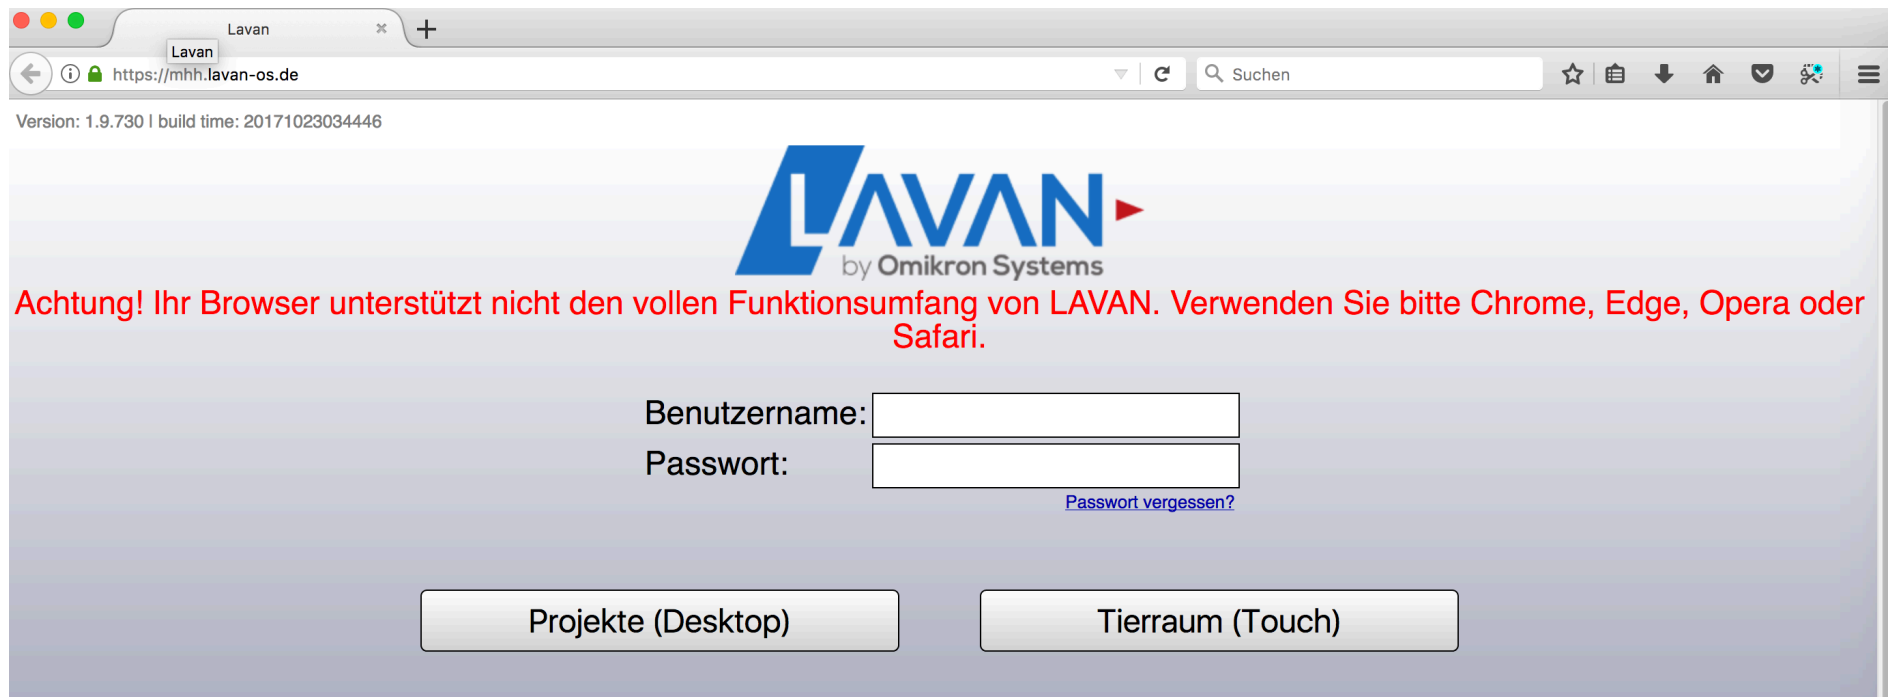 Lavan
Lavan
https://mhh.lavan-os.de
Suchen
Version: 1.9.730 | build time: 20171023034446
LAVAN
by Omikron Systems
Achtung! Ihr Browser unterstützt nicht den vollen Funktionsumfang von LAVAN. Verwenden Sie bitte Chrome, Edge, Opera oder
Safari.
Benutzername:
Passwort:
Passwort vergessen?
Projekte (Desktop)
Tierraum (Touch)